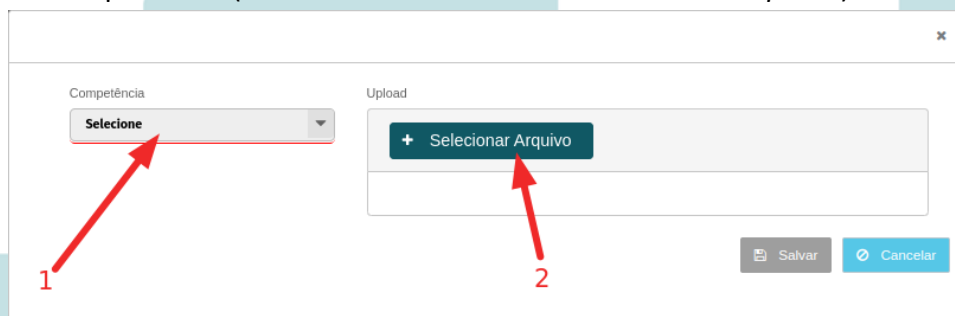 ×
Competência
Upload
Selecione
+ Selecionar Arquivo
Salvar
Cancelar
1
2